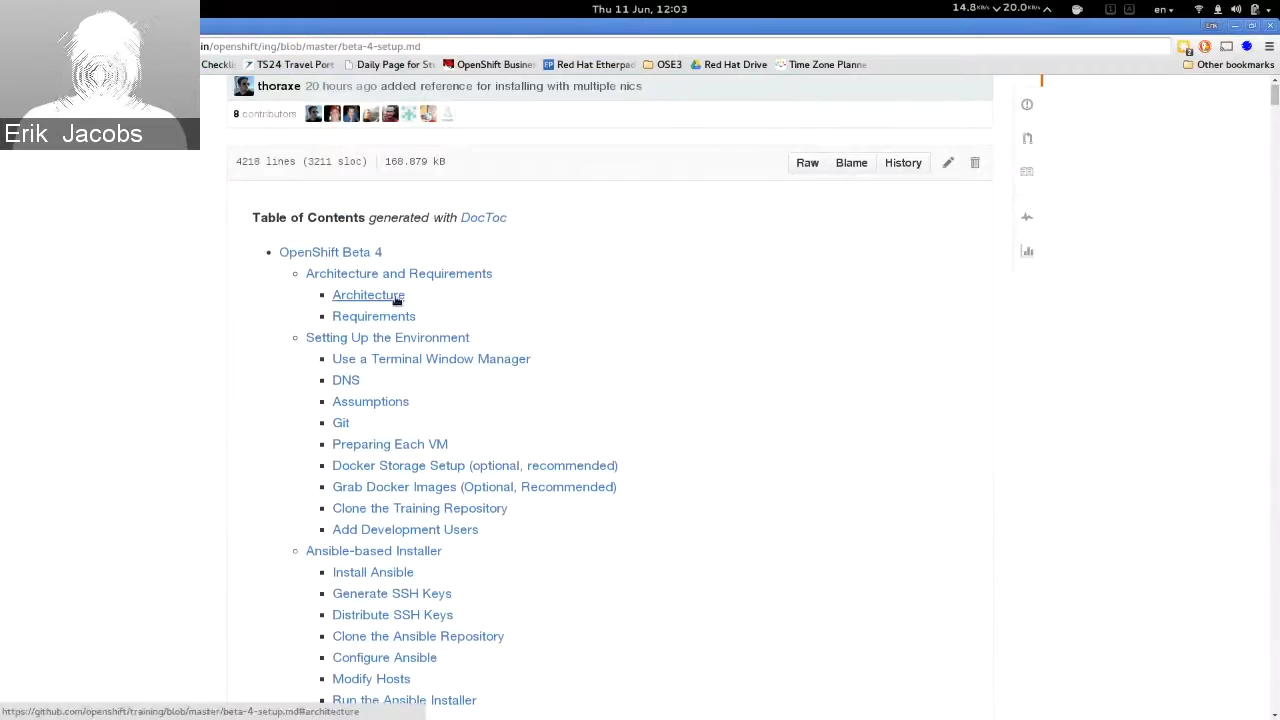 Thu 11 Jun, 12:03
14.8KB/s 20.0KB/s
en
Erik
in/openshift/ing/blob/master/beta-4-setup.md
Checkli
TS24 Travel Port
Daily Page for St
OpenShift Busine
Red Hat Etherpad
OSE3
Red Hat Drive
Time Zone Planne
Other bookmarks
Erik Jacobs
thoraxe 20 hours ago added reference for installing with multiple nics
8 contributors
4218 lines (3211 sloc) | 168.879 kB
Raw Blame History
Table of Contents generated with DocToc
OpenShift Beta 4
Architecture and Requirements
Architecture
Requirements
Setting Up the Environment
Use a Terminal Window Manager
DNS
Assumptions
Git
Preparing Each VM
Docker Storage Setup (optional, recommended)
Grab Docker Images (Optional, Recommended)
Clone the Training Repository
Add Development Users
Ansible-based Installer
Install Ansible
Generate SSH Keys
Distribute SSH Keys
Clone the Ansible Repository
Configure Ansible
Modify Hosts
Run the Ansible Installer
https://github.com/openshift/training/blob/master/beta-4-setup.md#architecture